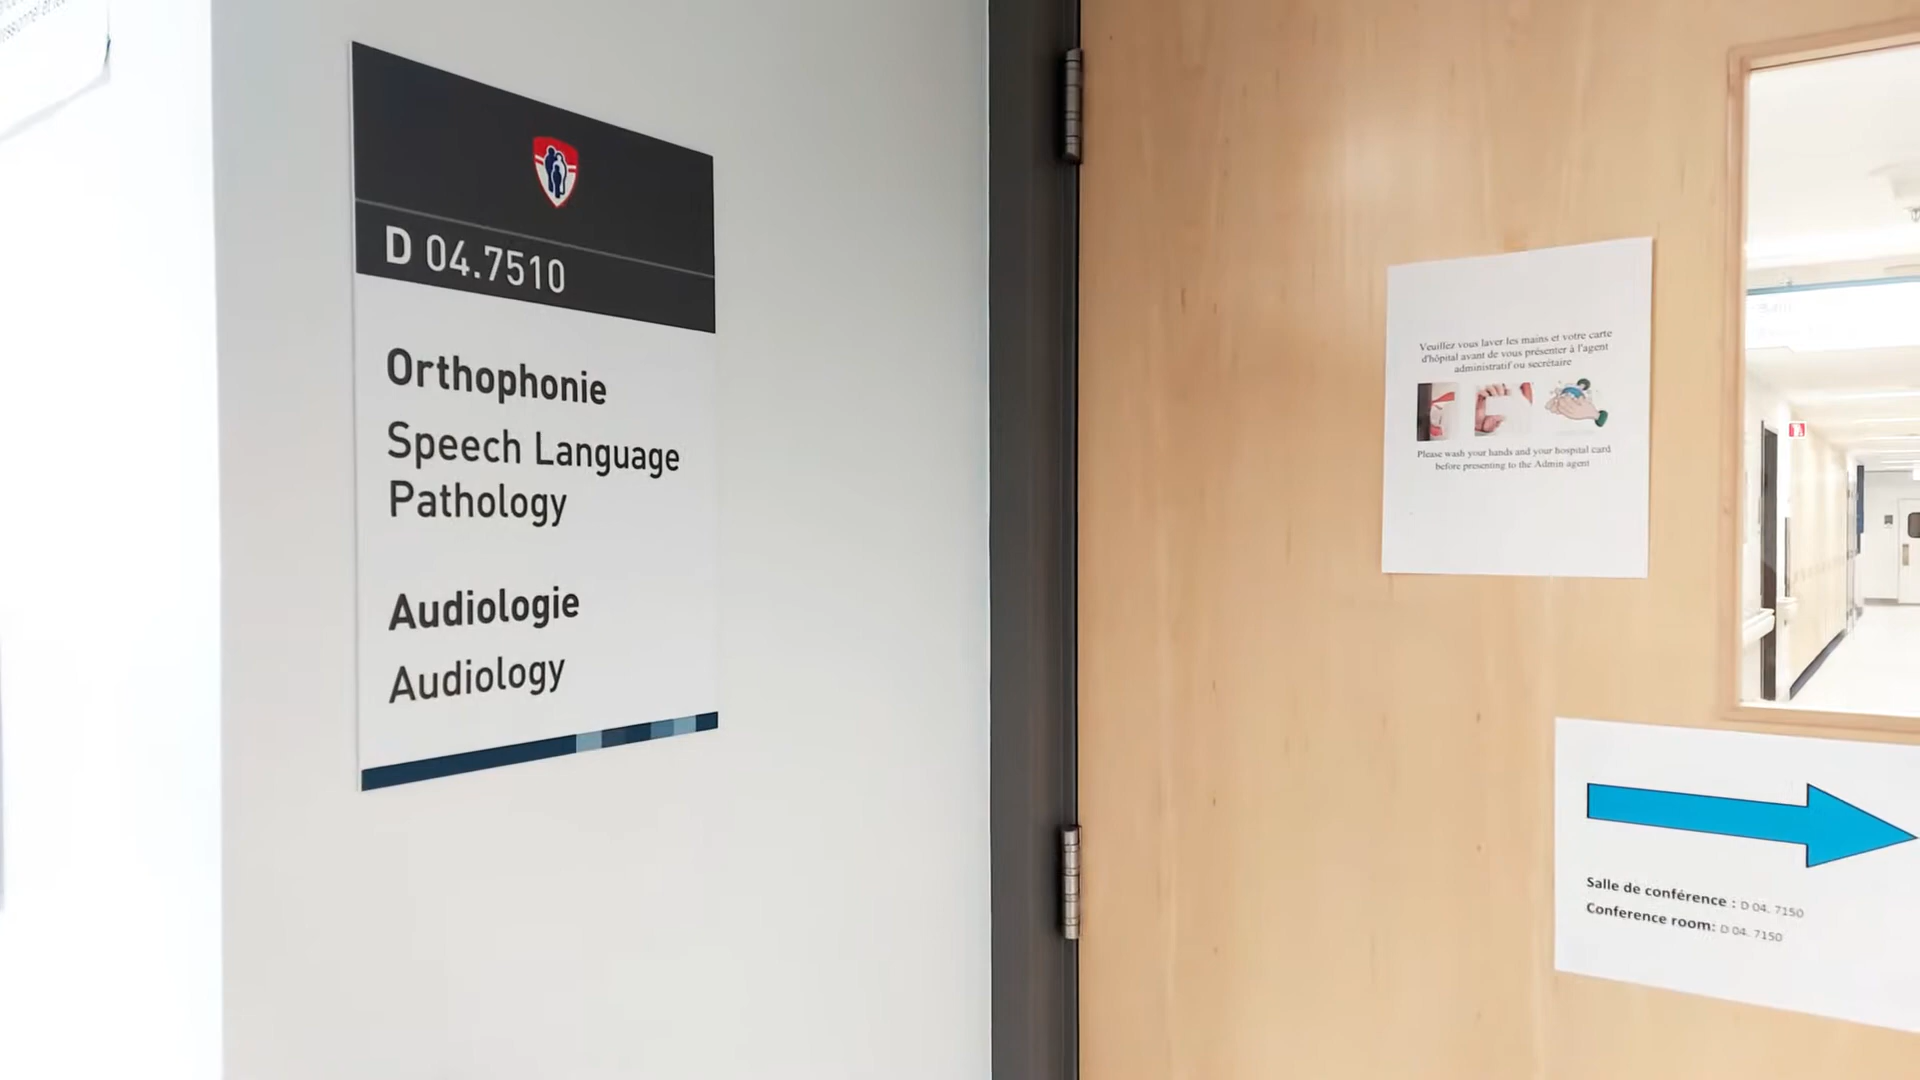 D 04.7510
Orthophonie
Speech Language
Pathology
Audiologie
Audiology
Veuillez vous laver les mains et votre carte
d'hôpital avant de vous présenter à l'agent
administratif ou secrétaire
Please wash your hands and your hospital card
before presenting to the Admin agent
Salle de conférence : D 04. 7150
Conference room: D 04. 7150